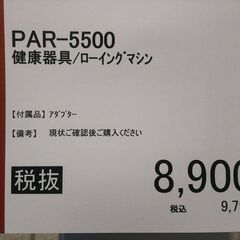 PAR-5500
健康器具/ローイングマシン
【付属品】アダプター
【備考】 現状ご確認後ご購入ください
税抜 8,900
税込 9,79